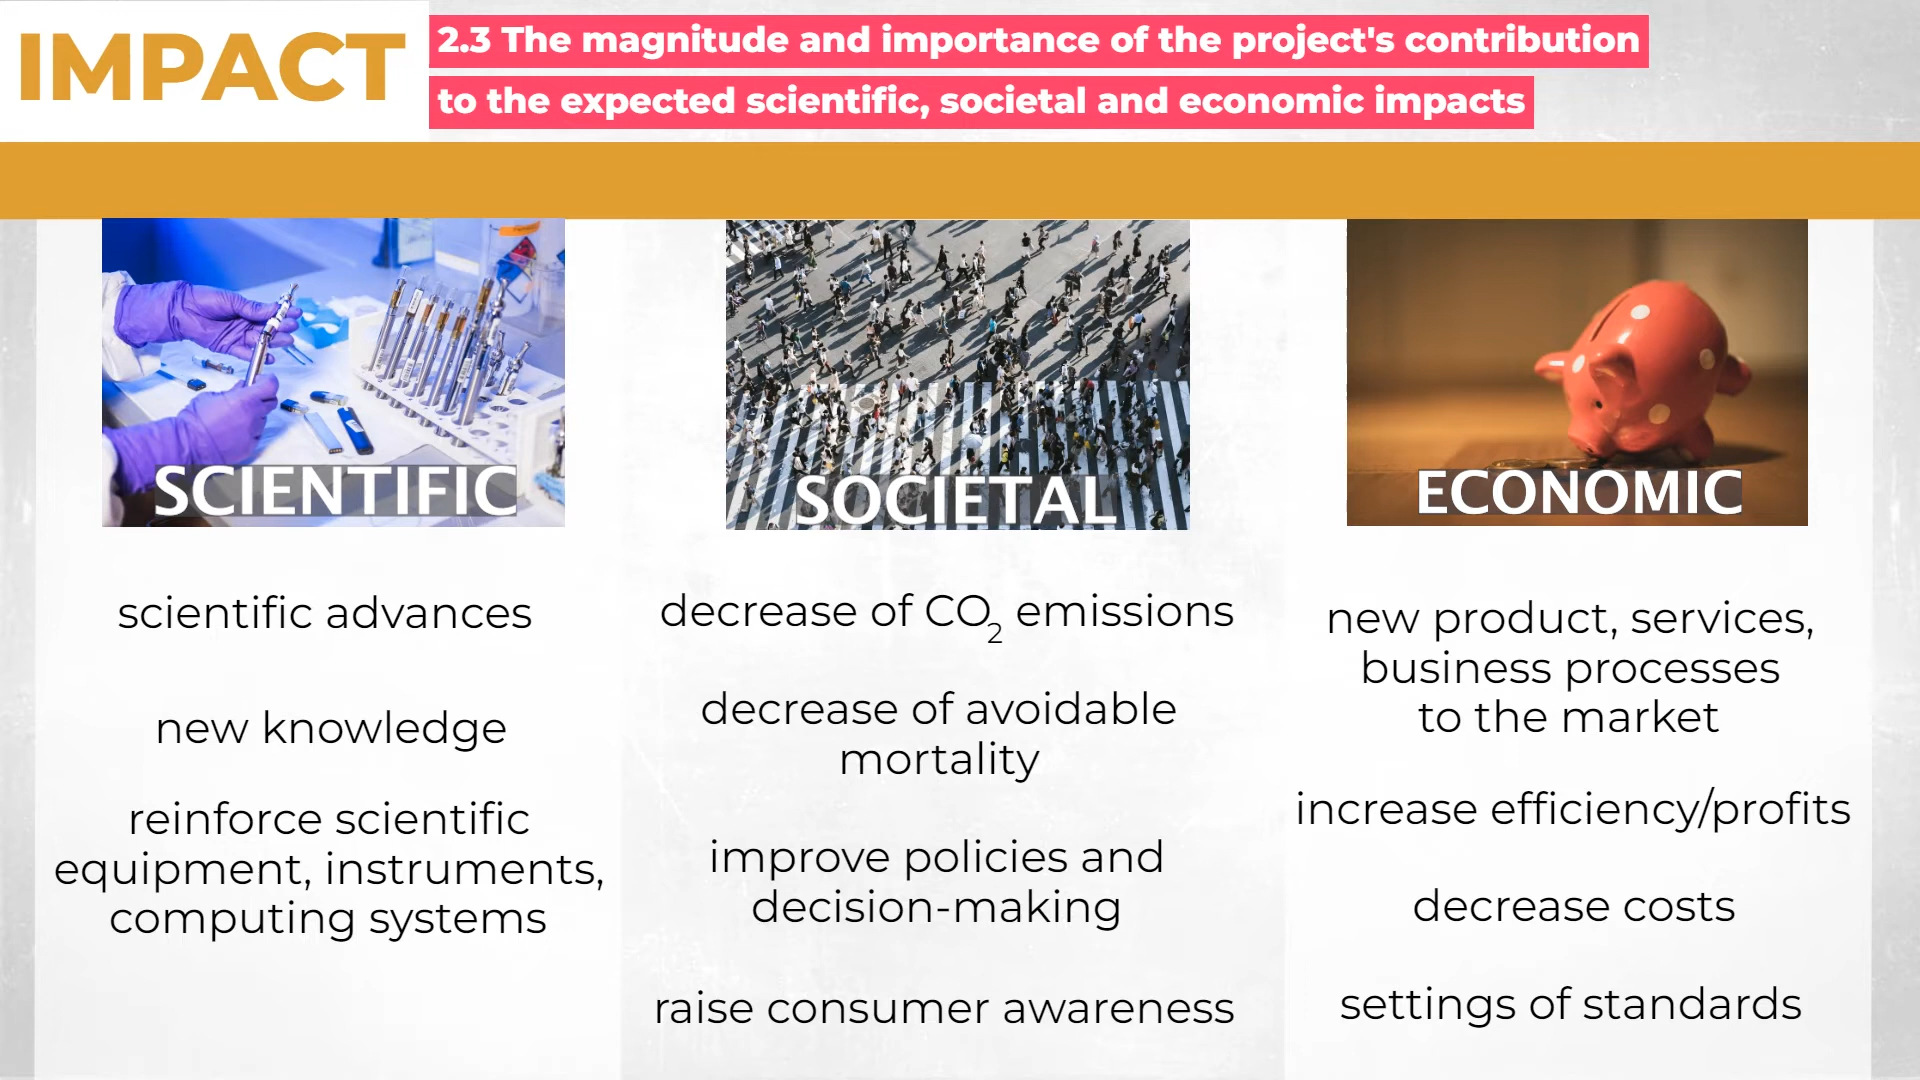 IMPACT
2.3 The magnitude and importance of the project's contribution
to the expected scientific, societal and economic impacts
SCIENTIFIC
scientific advances
new knowledge
reinforce scientific
equipment, instruments,
computing systems
SOCIETAL
decrease of CO₂ emissions
decrease of avoidable
mortality
improve policies and
decision-making
raise consumer awareness
ECONOMIC
new product, services,
business processes
to the market
increase efficiency/profits
decrease costs
settings of standards